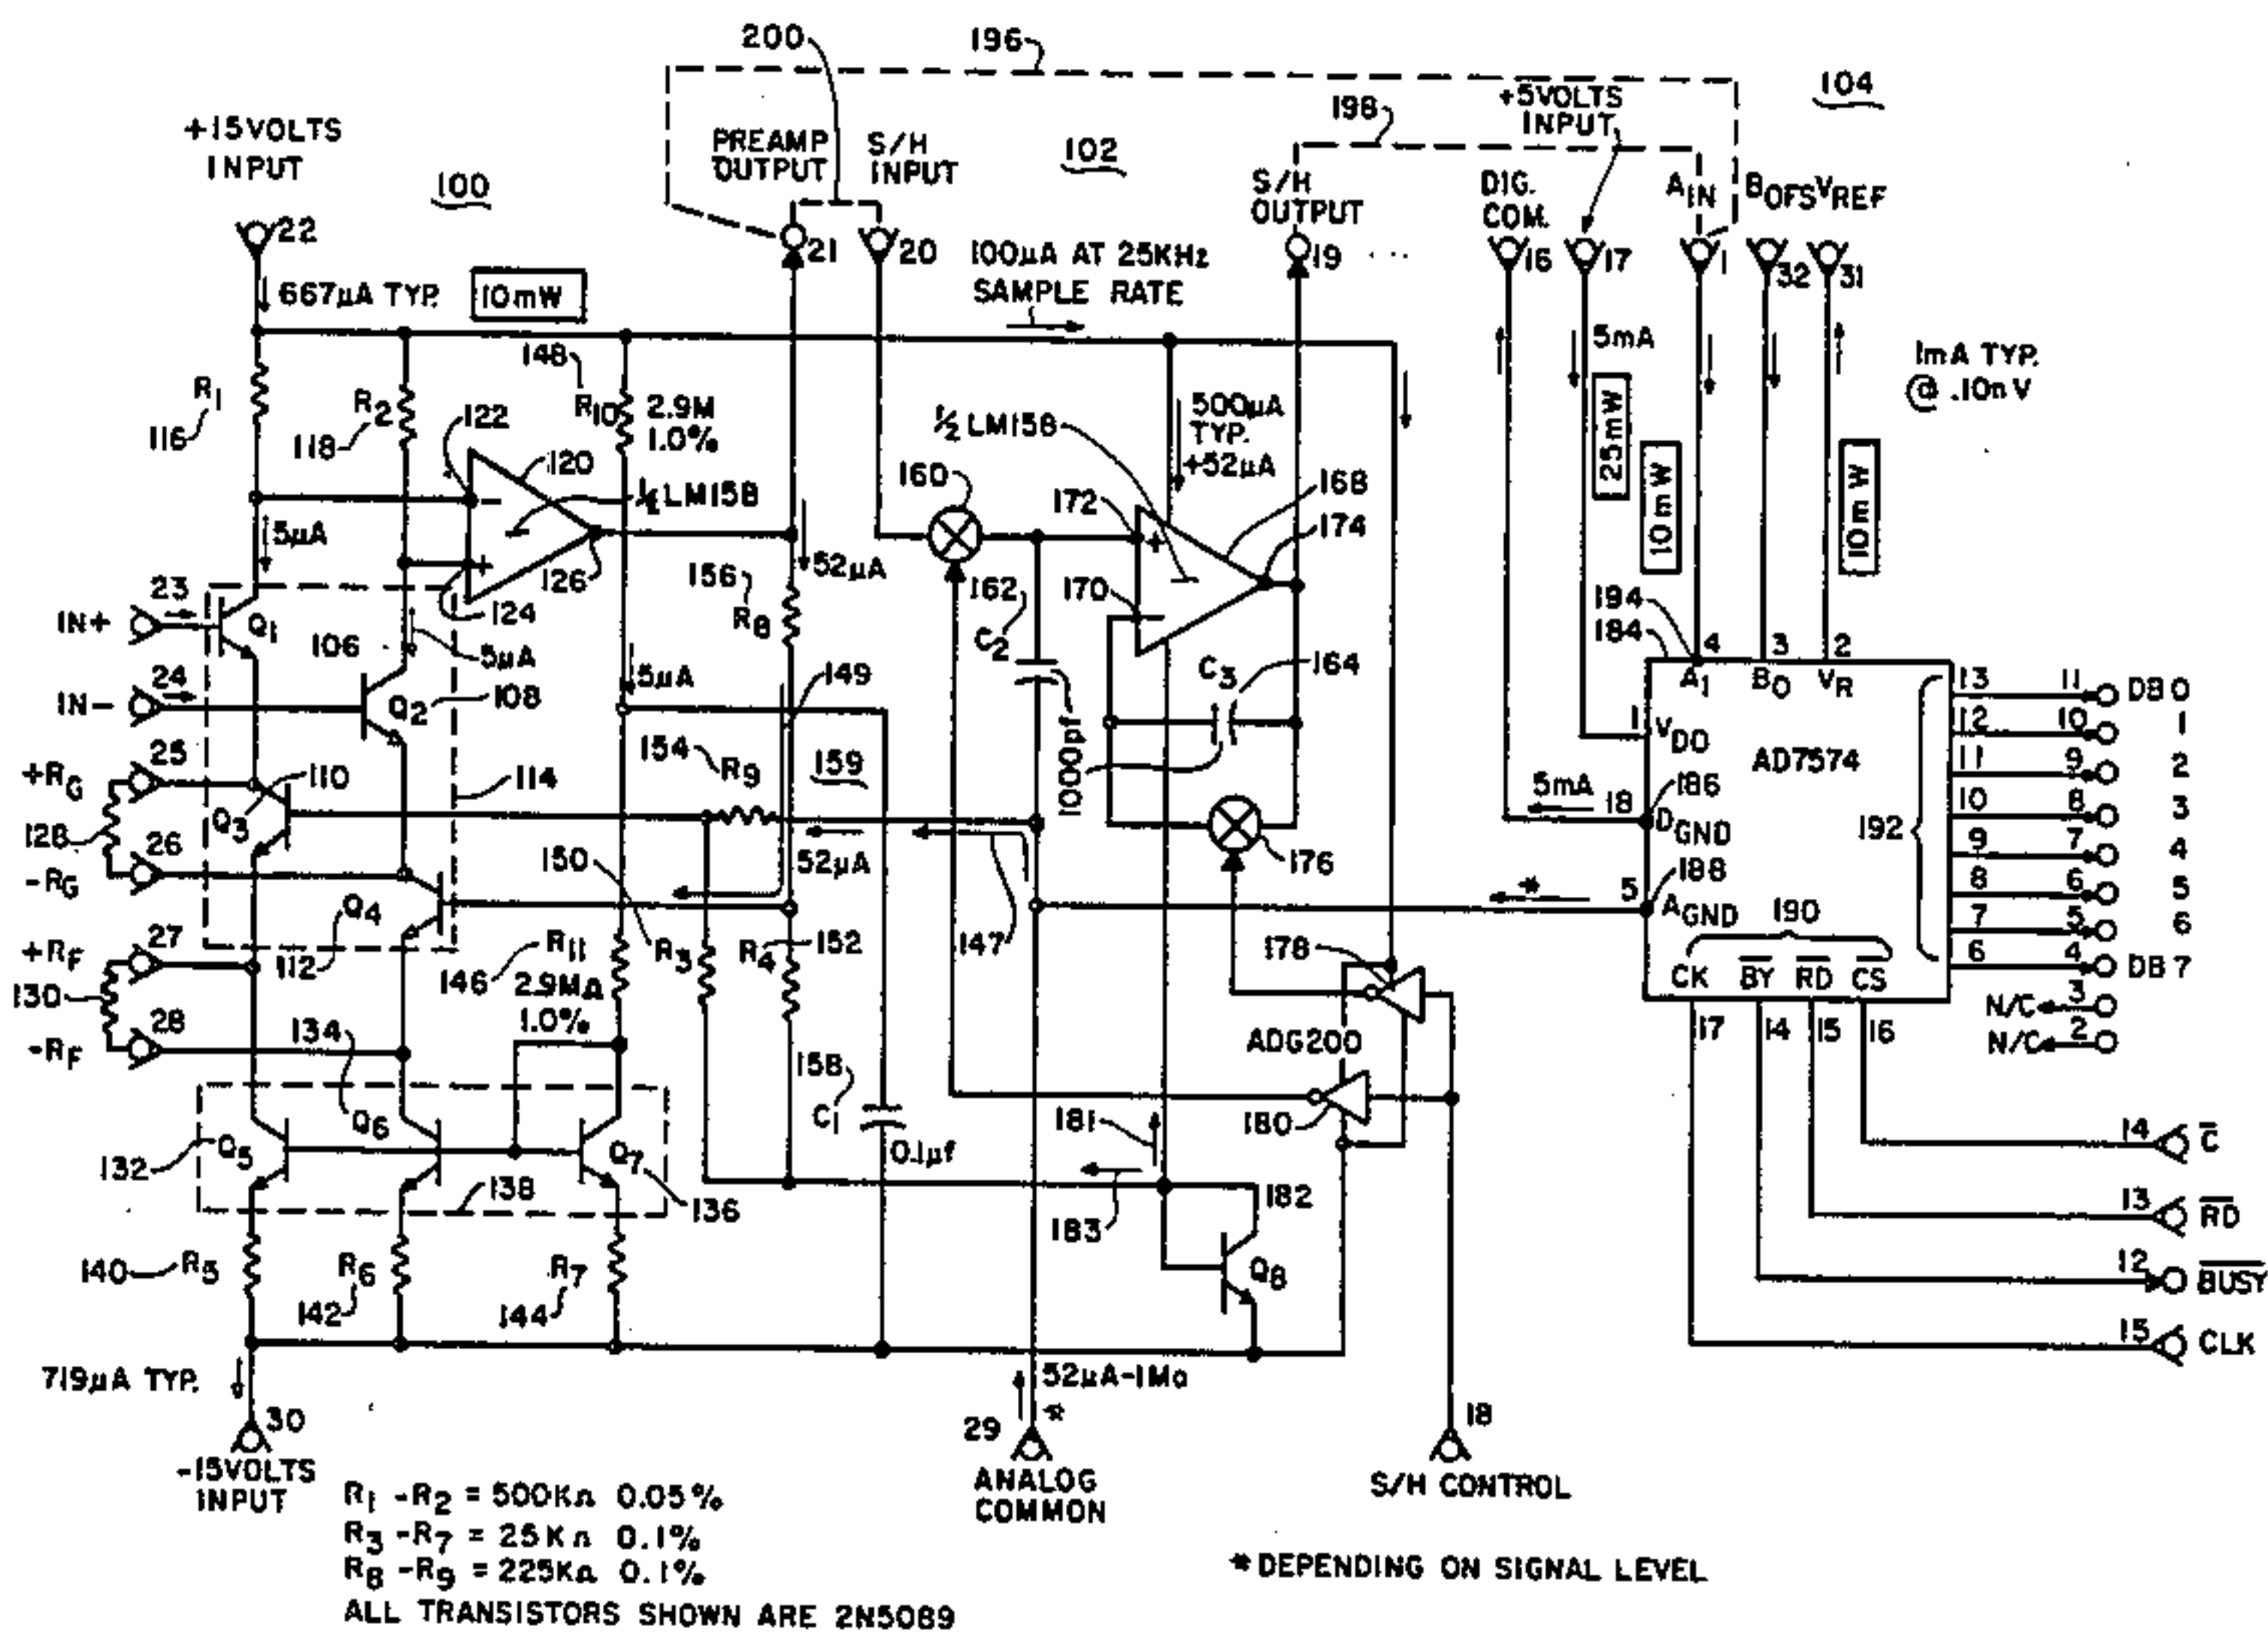 200
196
104
+15VOLTS
INPUT
100
PREAMP
OUTPUT
S/H
INPUT
102
198
+5VOLTS
INPUT
S/H
OUTPUT
DIG.
COM.
AIN
BOFS
VREF
22
21
20
19
16
17
1
32
31
667µA TYP.
10mW
100µA AT 25KHz
SAMPLE RATE
5mA
25mW
10mW
10mW
1mA TYP.
@ .10nV
R1
116
R2
118
122
120
148
R10
2.9M
1.0%
½ LM158
500µA
TYP.
+52µA
160
172
168
174
LM158
5µA
124
126
52µA
156
R8
162
C2
170
C3
164
1000pf
23
IN+
Q1
106
5µA
24
IN-
Q2
108
5µA
149
25
+RG
110
Q3
114
154
R9
159
128
26
-RG
Q4
112
52µA
147
176
150
R3
R4
152
27
+RF
130
28
-RF
134
146
R11
2.9MΩ
1.0%
158
C1
0.1µf
178
ADG200
180
181
183
182
132
Q5
Q6
Q7
138
136
Q8
140
R5
R6
142
R7
144
719µA TYP.
30
-15VOLTS
INPUT
52µA-1Ma
*
29
ANALOG
COMMON
18
S/H CONTROL
194
184
4
3
2
A1
B0
VR
1
VDO
AD7574
5mA
18
186
DGND
*
5
188
AGND
190
192
CK
BY
RD
CS
17
14
15
16
13 11 DB 0
12 10 1
11 9 2
10 8 3
9 7 4
8 6 5
7 5 6
6 4 DB 7
N/C 3
N/C 2
14 C
13 RD
12 BUSY
15 CLK
R1 -R2 = 500KΩ 0.05%
R3 -R7 = 25KΩ 0.1%
R8 -R9 = 225KΩ 0.1%
ALL TRANSISTORS SHOWN ARE 2N5089
*DEPENDING ON SIGNAL LEVEL